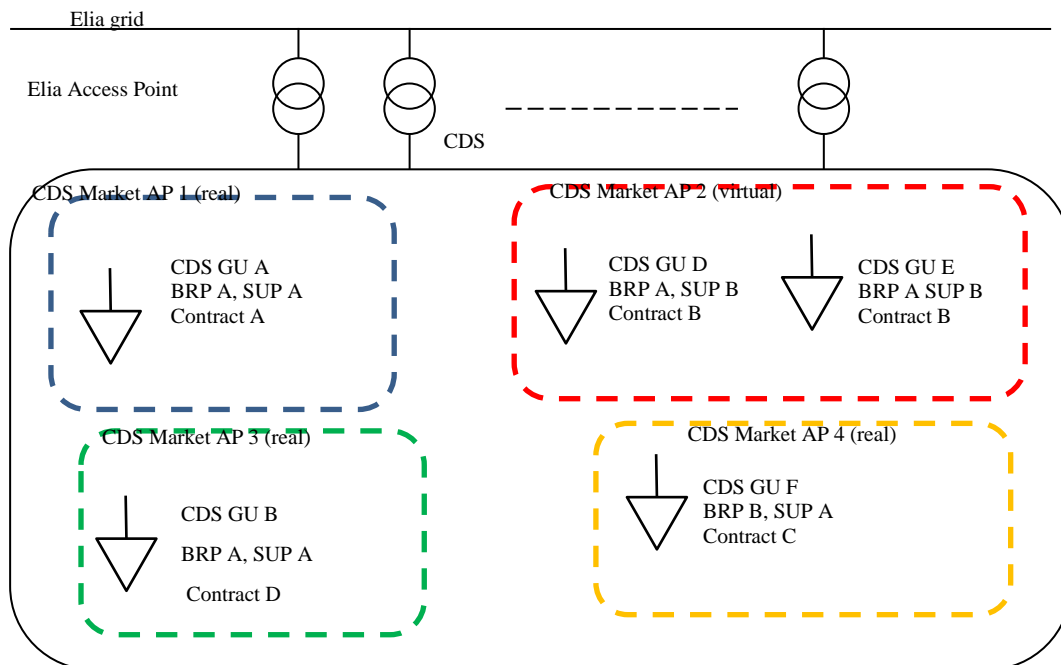 Elia grid
Elia Access Point
CDS
CDS Market AP 1 (real)
CDS GU A
BRP A, SUP A
Contract A
CDS Market AP 2 (virtual)
CDS GU D
BRP A, SUP B
Contract B
CDS GU E
BRP A SUP B
Contract B
CDS Market AP 3 (real)
CDS GU B
BRP A, SUP A
Contract D
CDS Market AP 4 (real)
CDS GU F
BRP B, SUP A
Contract C